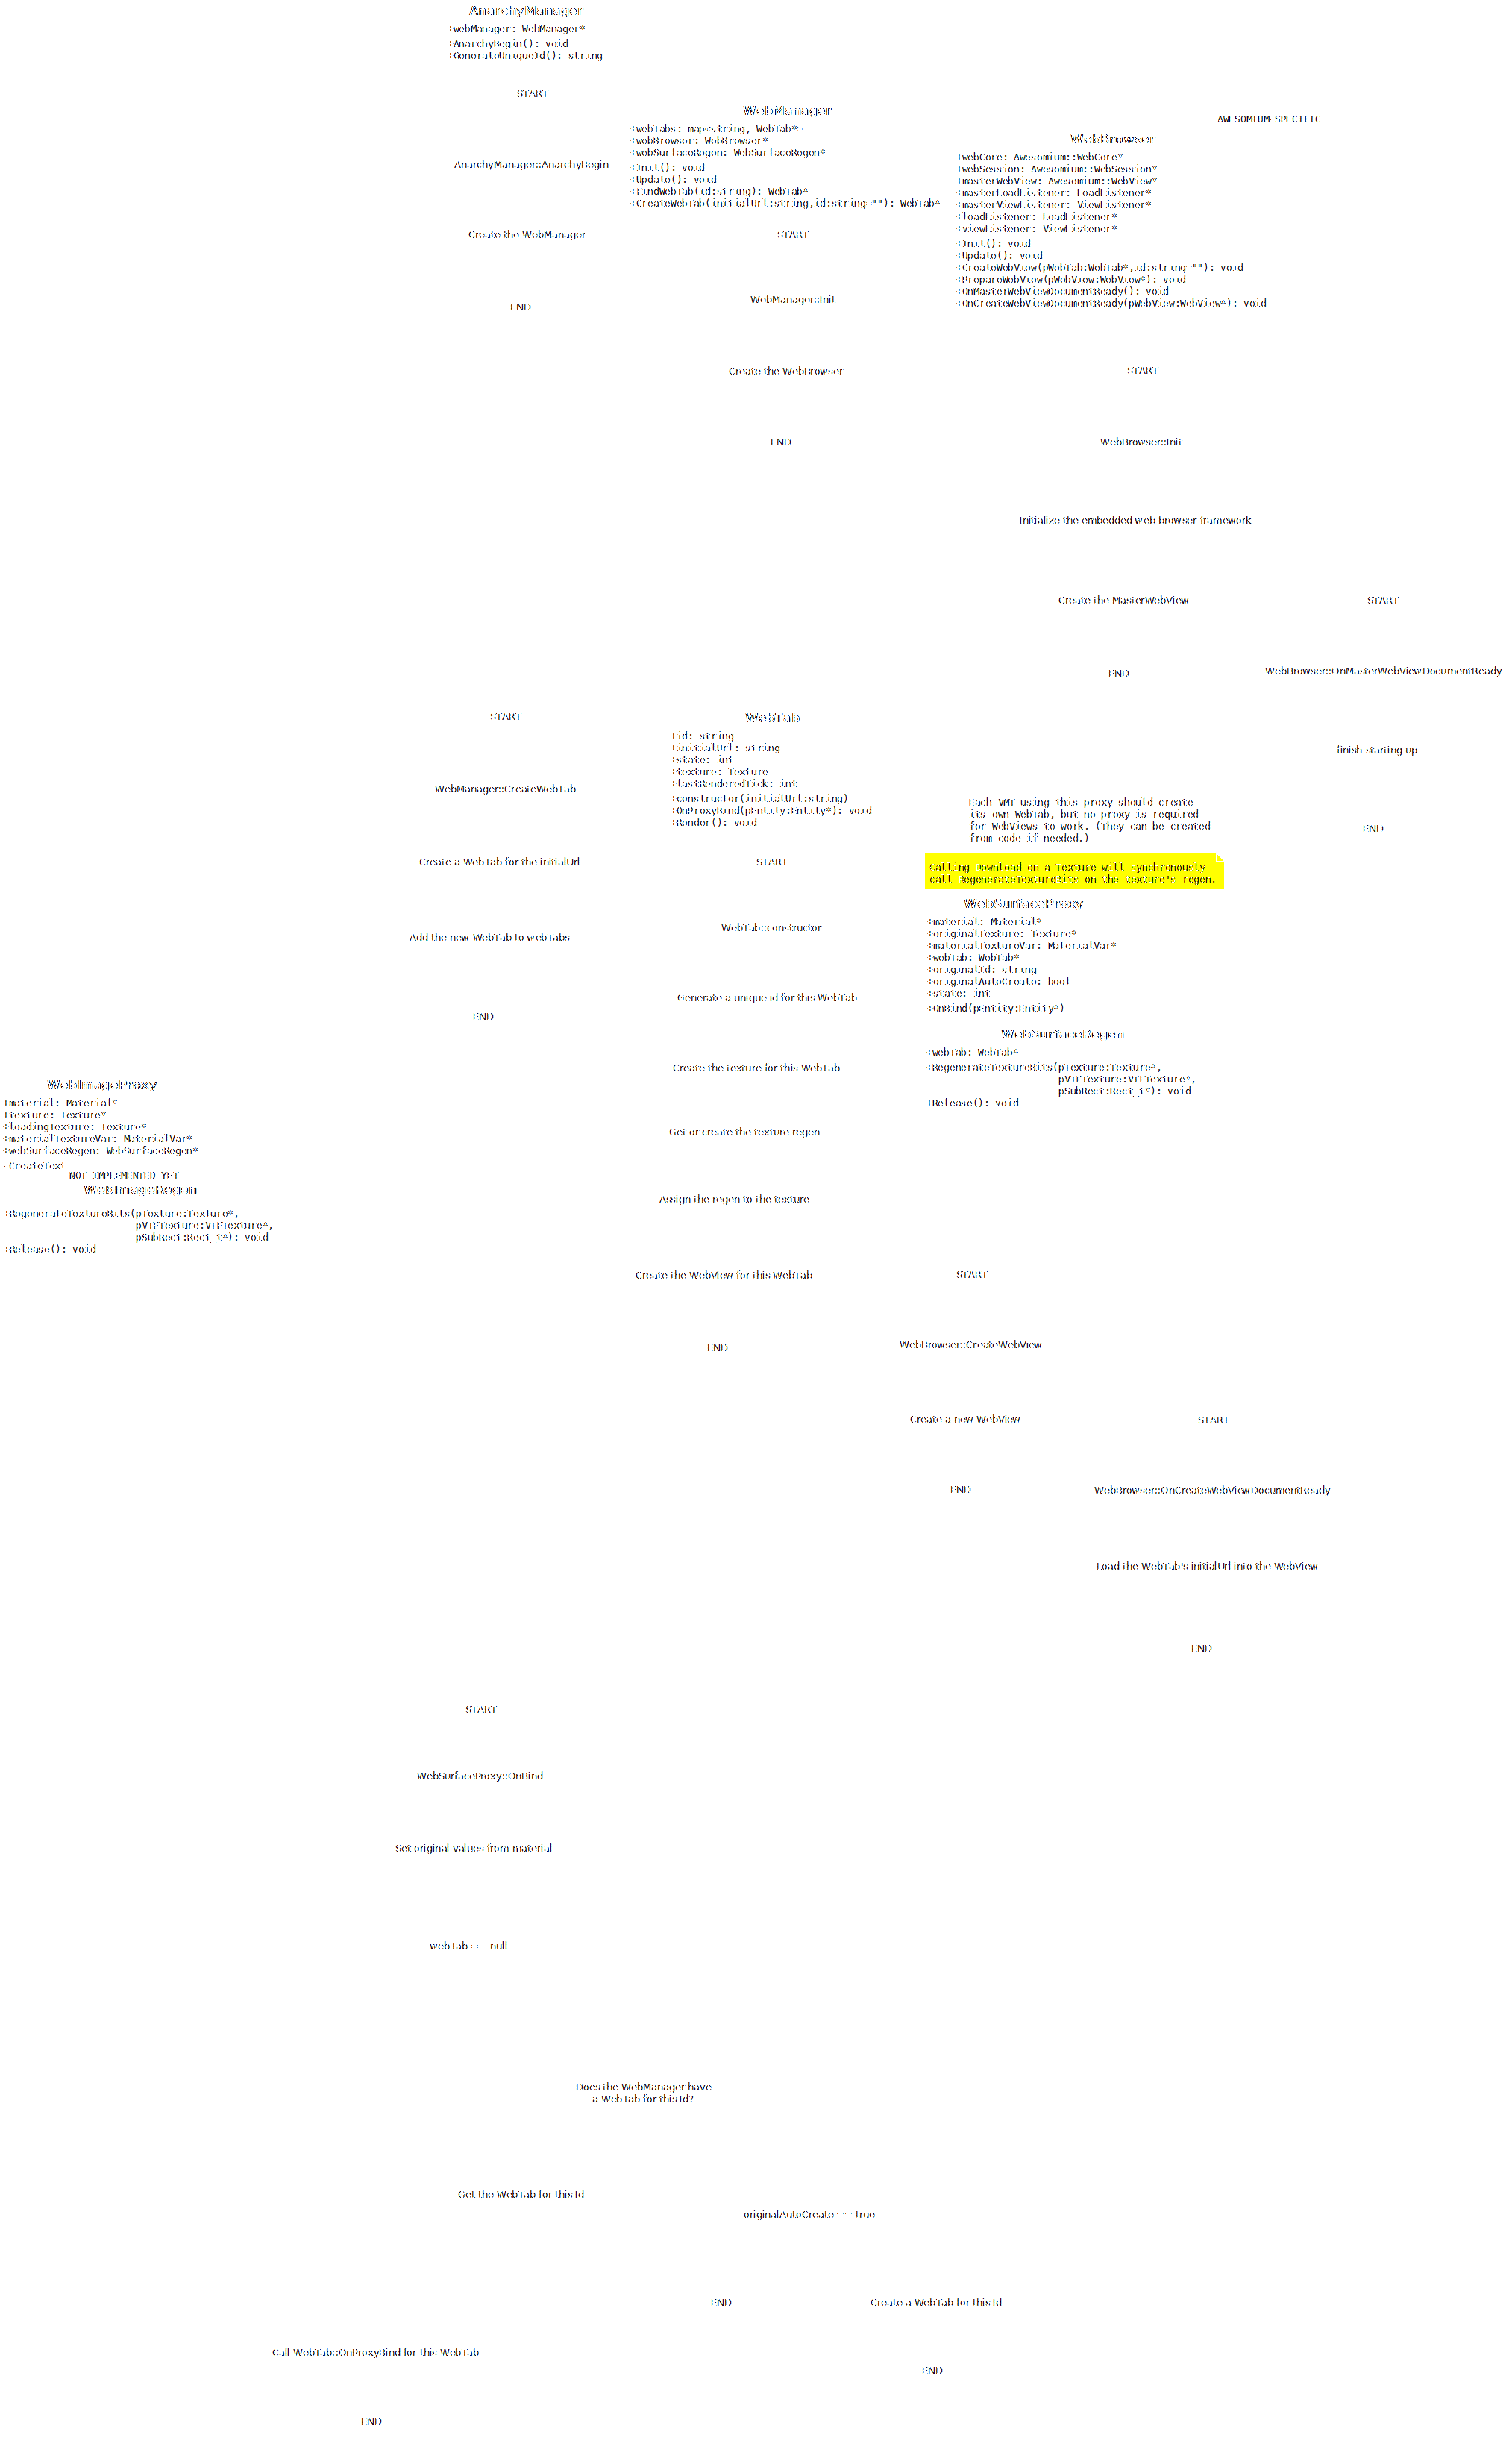 AnarchyManager
+webManager: WebManager*
+AnarchyBegin(): void
+GenerateUniqueId(): string
START
AnarchyManager::AnarchyBegin
Create the WebManager
END
WebManager
+webTabs: map<string, WebTab*>
+webBrowser: WebBrowser*
+webSurfaceRegen: WebSurfaceRegen*
+Init(): void
+Update(): void
+FindWebTab(id:string): WebTab*
+CreateWebTab(initialUrl:string,id:string=""): WebTab*
START
WebManager::Init
Create the WebBrowser
END
AWESOMIUM-SPECIFIC
WebBrowser
+webCore: Awesomium::WebCore*
+webSession: Awesomium::WebSession*
+masterWebView: Awesomium::WebView*
+masterLoadListener: LoadListener*
+masterViewListener: ViewListener*
+loadListener: LoadListener*
+viewListener: ViewListener*
+Init(): void
+Update(): void
+CreateWebView(pWebTab:WebTab*,id:string=""): void
+PrepareWebView(pWebView:WebView*): void
+OnMasterWebViewDocumentReady(): void
+OnCreateWebViewDocumentReady(pWebView:WebView*): void
START
WebBrowser::Init
Initialize the embedded web browser framework
Create the MasterWebView
END
START
WebBrowser::OnMasterWebViewDocumentReady
finish starting up
END
START
WebManager::CreateWebTab
Create a WebTab for the initialUrl
Add the new WebTab to webTabs
END
WebTab
+id: string
+initialUrl: string
+state: int
+texture: Texture
+lastRenderedTick: int
+constructor(initialUrl:string)
+OnProxyBind(pEntity:Entity*): void
+Render(): void
START
WebTab::constructor
Generate a unique id for this WebTab
Create the texture for this WebTab
Get or create the texture regen
Assign the regen to the texture
Create the WebView for this WebTab
END
Each VMT using this proxy should create
its own WebTab, but no proxy is required
for WebViews to work. (They can be created
from code if needed.)
Calling Download on a Texture will synchronously
call RegenerateTextureBits on the texture's regen.
WebSurfaceProxy
+material: Material*
+originalTexture: Texture*
+materialTextureVar: MaterialVar*
+webTab: WebTab*
+originalId: string
+originalAutoCreate: bool
+state: int
+OnBind(pEntity:Entity*)
WebSurfaceRegen
+webTab: WebTab*
+RegenerateTextureBits(pTexture:Texture*,
pVTFTexture:VTFTexture*,
pSubRect:Rect_t*): void
+Release(): void
WebImageProxy
+material: Material*
+texture: Texture*
+loadingTexture: Texture*
+materialTextureVar: MaterialVar*
+webSurfaceRegen: WebSurfaceRegen*
-CreateText
NOT IMPLEMENTED YET
WebImageRegen
+RegenerateTextureBits(pTexture:Texture*,
pVTFTexture:VTFTexture*,
pSubRect:Rect_t*): void
+Release(): void
START
WebBrowser::CreateWebView
Create a new WebView
END
START
WebBrowser::OnCreateWebViewDocumentReady
Load the WebTab's initialUrl into the WebView
END
START
WebSurfaceProxy::OnBind
Set original values from material
webTab === null
Does the WebManager have
a WebTab for this Id?
Get the WebTab for this Id
originalAutoCreate === true
END
Create a WebTab for this Id
Call WebTab::OnProxyBind for this WebTab
END
END